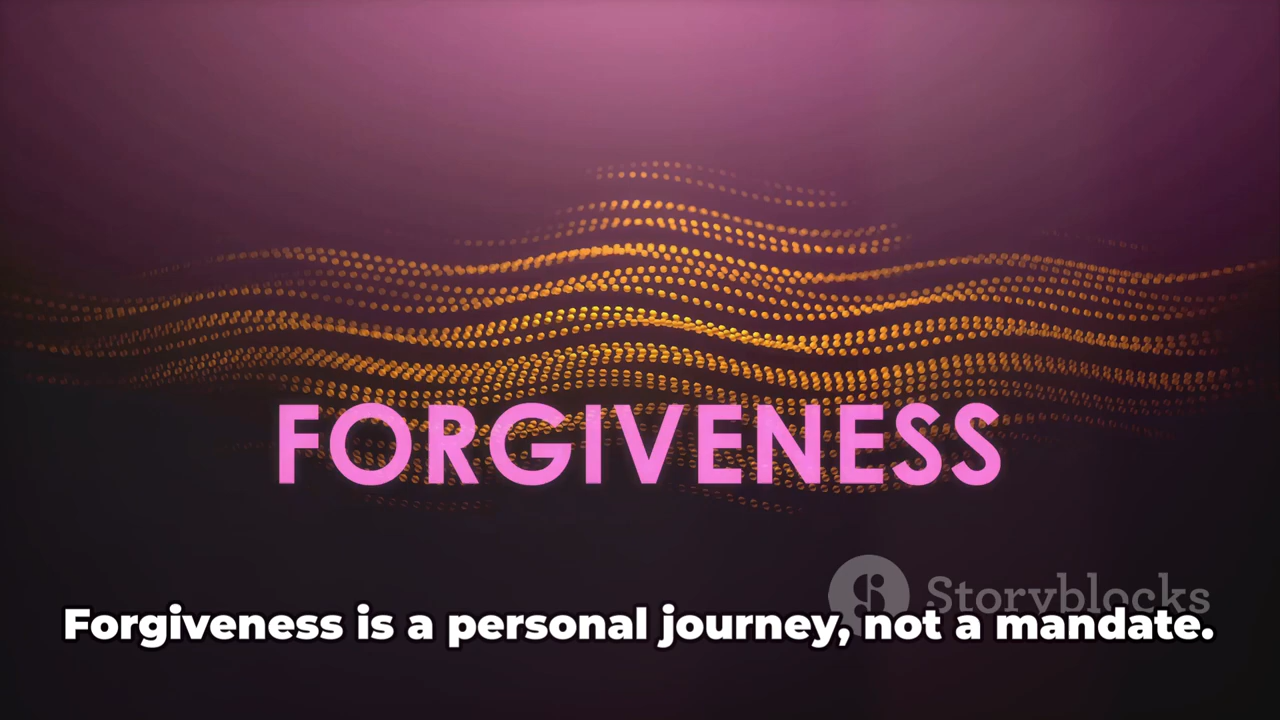 FORGIVENESS
Storyblocks
Forgiveness is a personal journey, not a mandate.